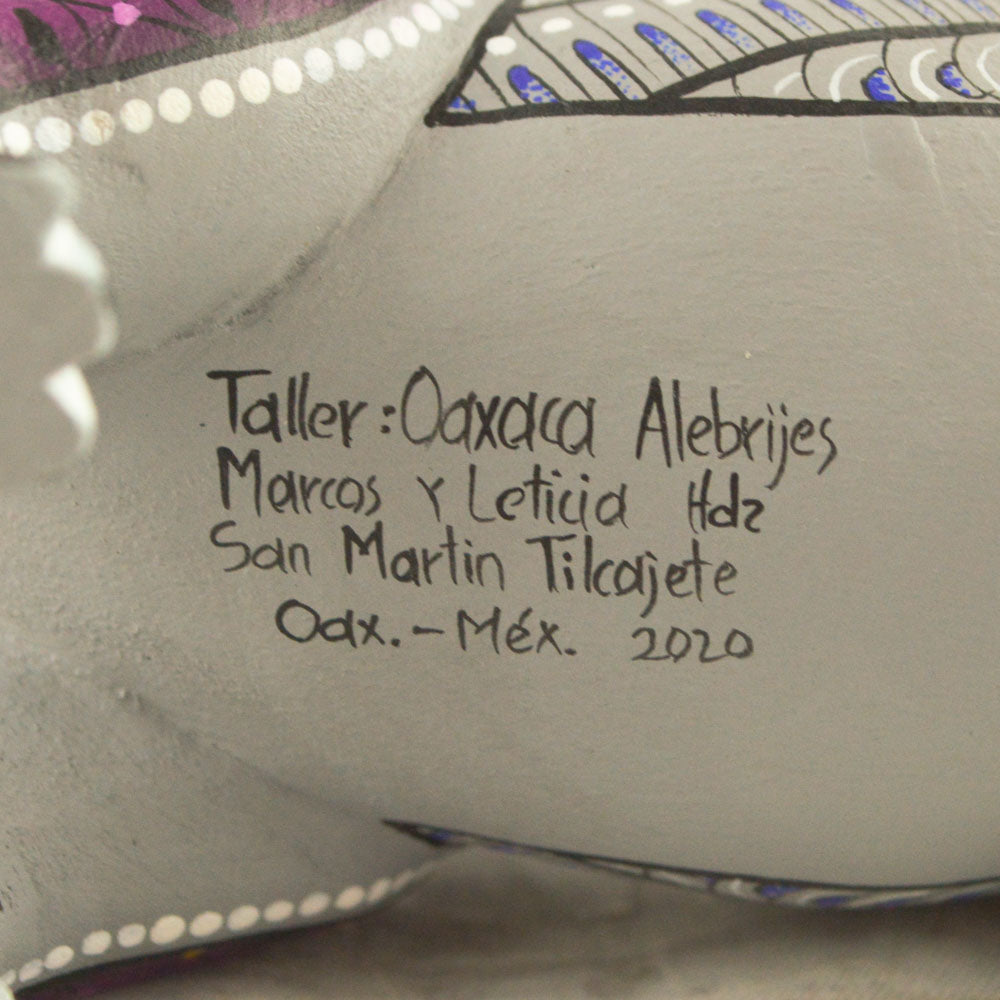 Taller: Oaxaca Alebrijes
Marcos Y Leticia Hdz
San Martin Tilcajete
Oax. - Méx. 2020